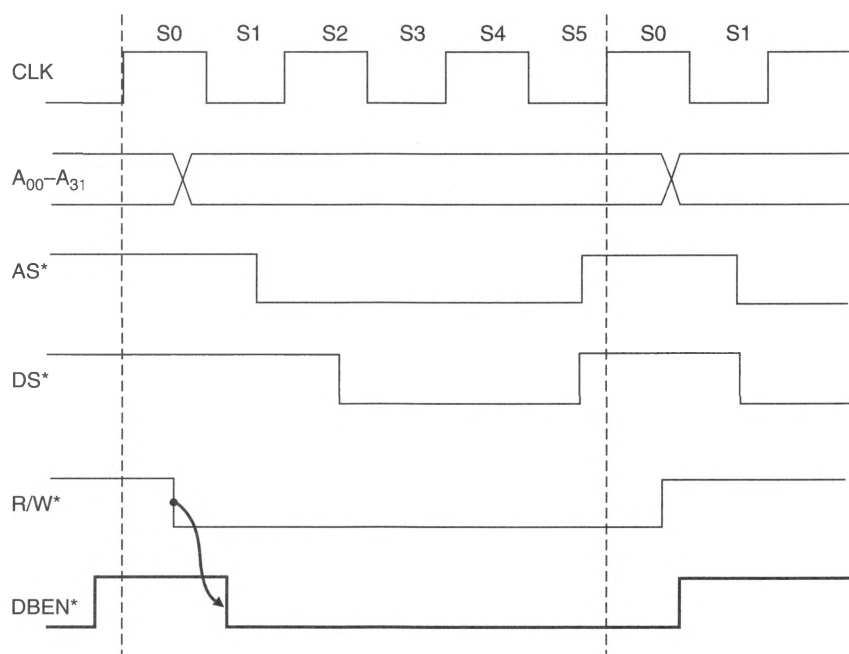 S0 S1 S2 S3 S4 S5 S0 S1
CLK
A00–A31
AS*
DS*
R/W*
DBEN*